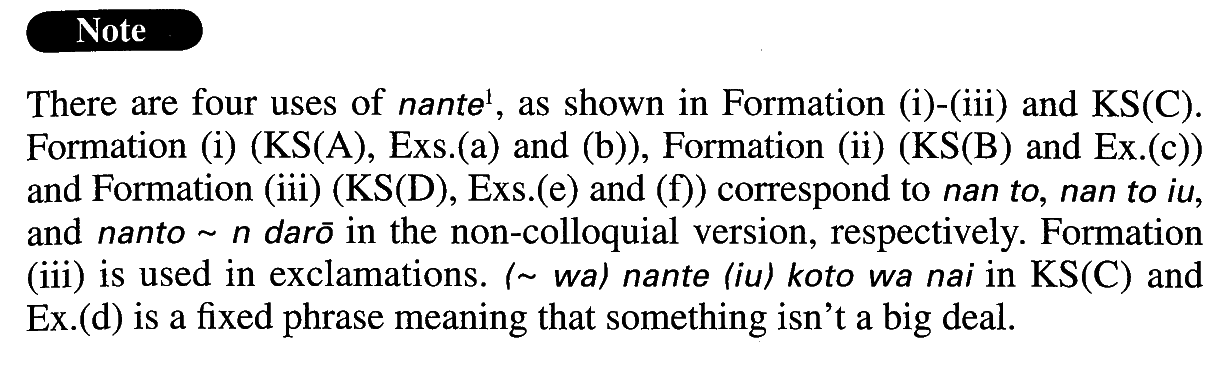 Note
There are four uses of nante¹, as shown in Formation (i)-(iii) and KS(C).
Formation (i) (KS(A), Exs.(a) and (b)), Formation (ii) (KS(B) and Ex.(c))
and Formation (iii) (KS(D), Exs.(e) and (f)) correspond to nan to, nan to iu,
and nanto ~ n darō in the non-colloquial version, respectively. Formation
(iii) is used in exclamations. (~ wa) nante (iu) koto wa nai in KS(C) and
Ex.(d) is a fixed phrase meaning that something isn't a big deal.